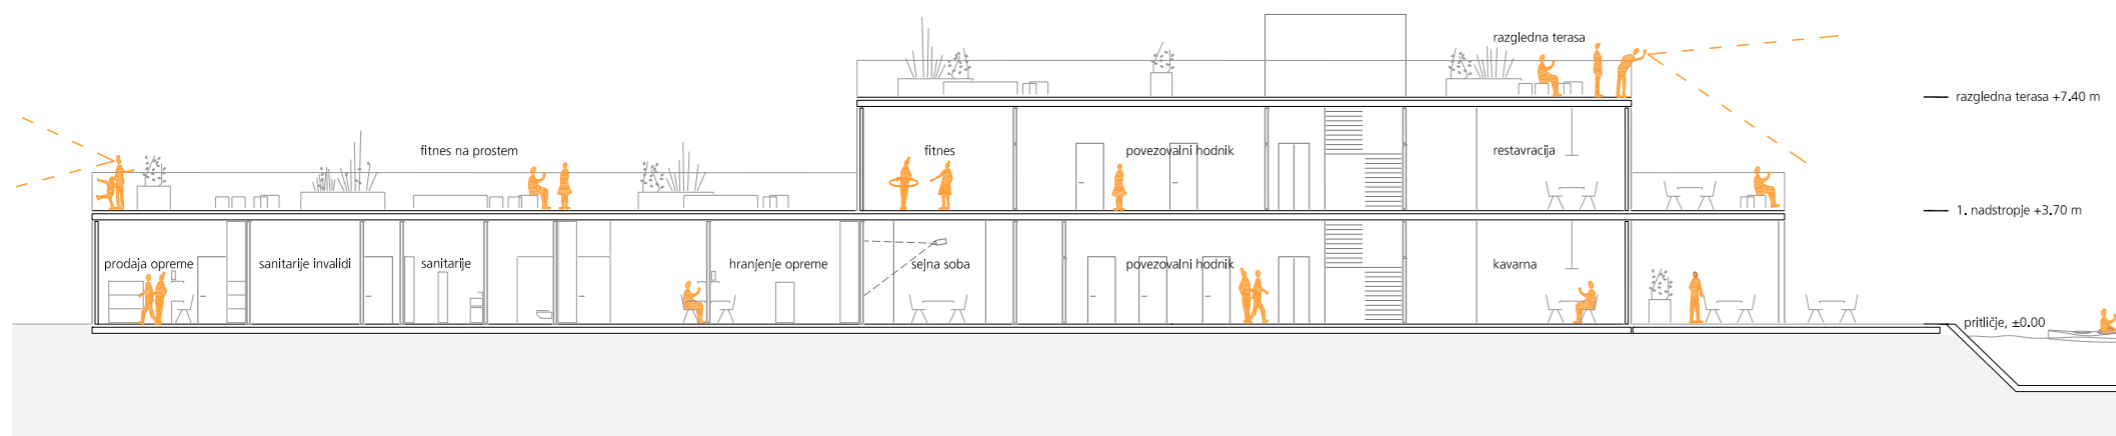 razgledna terasa
razgledna terasa +7.40 m
fitnes na prostem
fitnes
povezovalni hodnik
restavracija
1. nadstropje +3.70 m
prodaja opreme
sanitarije invalidi
sanitarije
hranjenje opreme
sejna soba
povezovalni hodnik
kavarna
pritličje, ±0.00